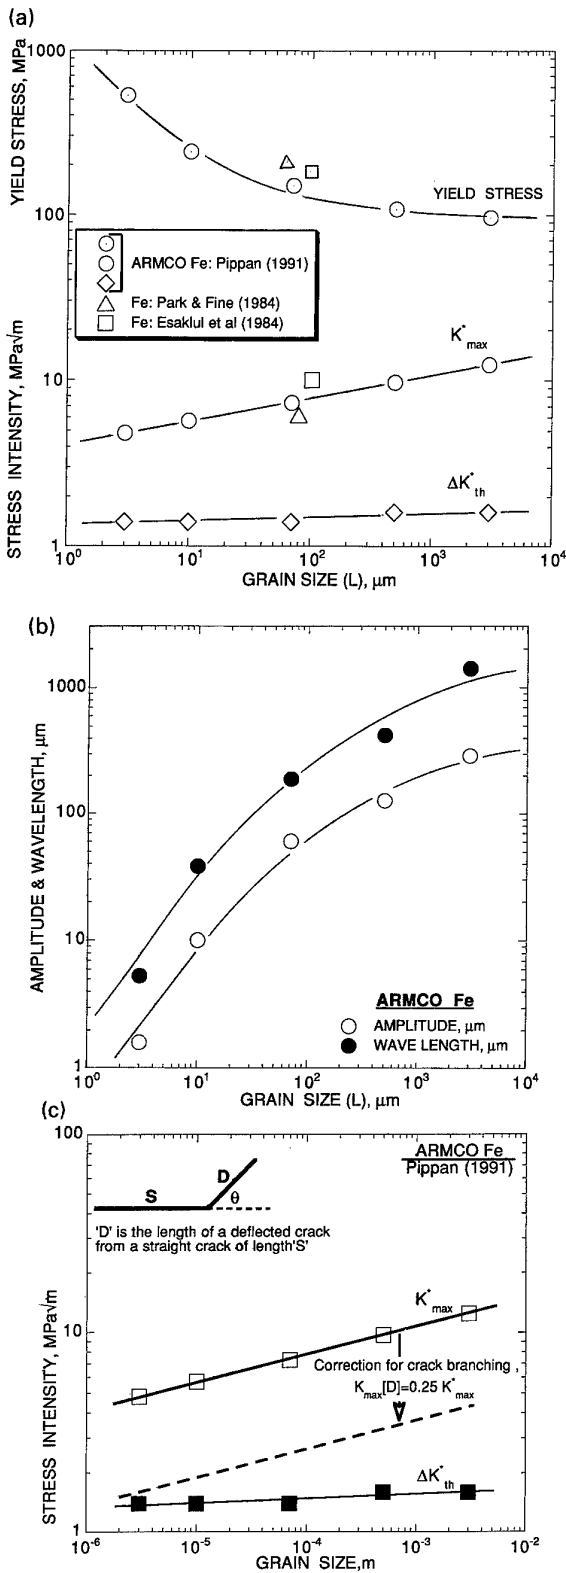 (a)
1000
YIELD STRESS, MPa
YIELD STRESS
100
ARMCO Fe: Pippan (1991)
Fe: Park & Fine (1984)
Fe: Esaklul et al (1984)
STRESS INTENSITY, MPa√m
10
K*max
ΔK*th
1
10⁰ 10¹ 10² 10³ 10⁴
GRAIN SIZE (L), μm
(b)
1000
AMPLITUDE & WAVELENGTH, μm
100
10
ARMCO Fe
AMPLITUDE, μm
WAVE LENGTH, μm
1
10⁰ 10¹ 10² 10³ 10⁴
GRAIN SIZE (L), μm
(c)
100
ARMCO Fe
Pippan (1991)
S D θ
'D' is the length of a deflected crack
from a straight crack of length'S'
STRESS INTENSITY, MPa√m
K*max
10
Correction for crack branching ,
Kmax[D]=0.25 K*max
ΔK*th
1
10⁻⁶ 10⁻⁵ 10⁻⁴ 10⁻³ 10⁻²
GRAIN SIZE,m